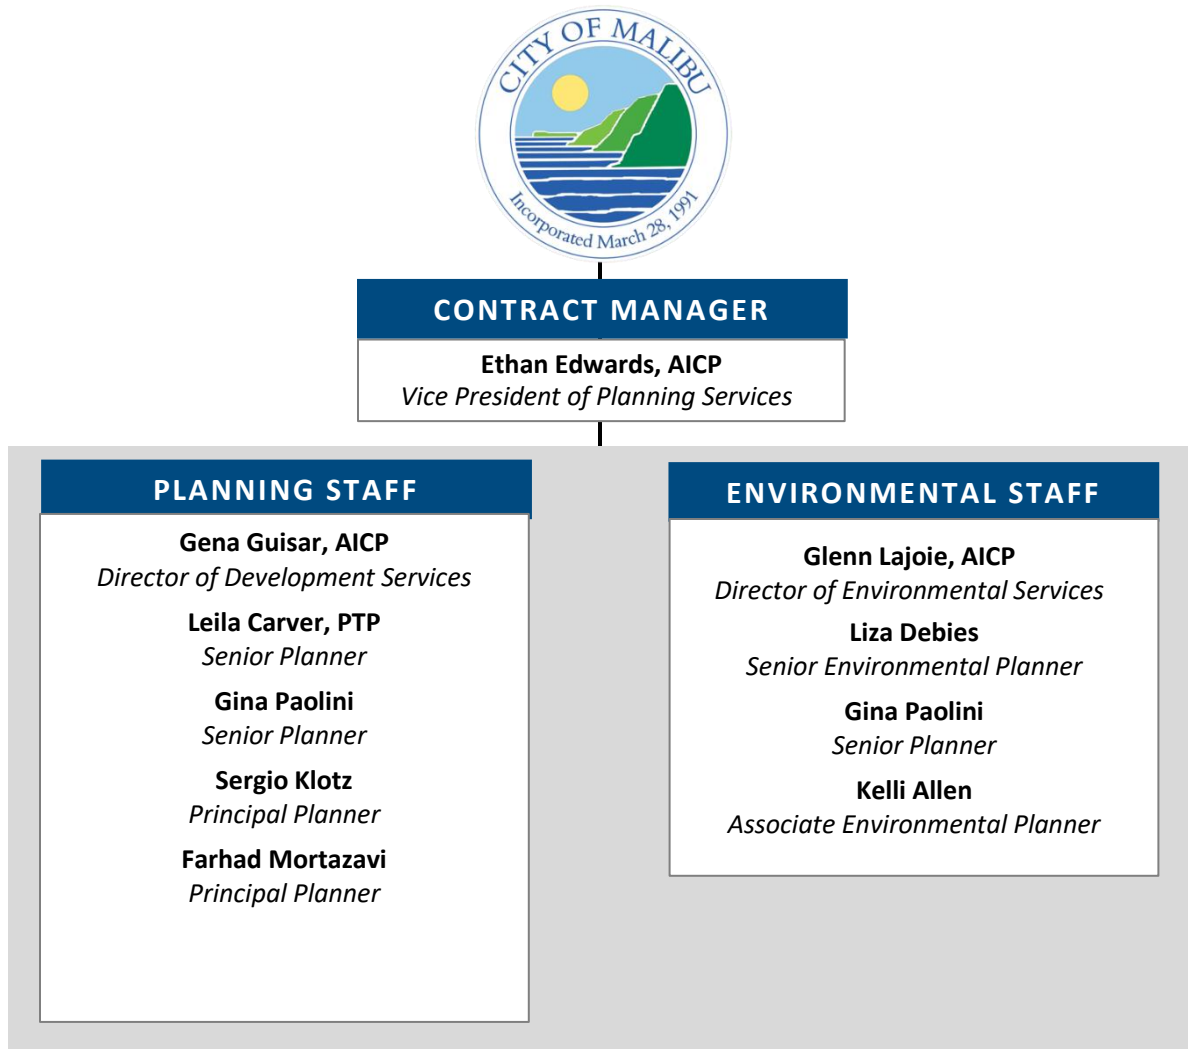 CITY OF MALIBU
Incorporated March 28, 1991
CONTRACT MANAGER
Ethan Edwards, AICP
Vice President of Planning Services
PLANNING STAFF
Gena Guisar, AICP
Director of Development Services
Leila Carver, PTP
Senior Planner
Gina Paolini
Senior Planner
Sergio Klotz
Principal Planner
Farhad Mortazavi
Principal Planner
ENVIRONMENTAL STAFF
Glenn Lajoie, AICP
Director of Environmental Services
Liza Debies
Senior Environmental Planner
Gina Paolini
Senior Planner
Kelli Allen
Associate Environmental Planner